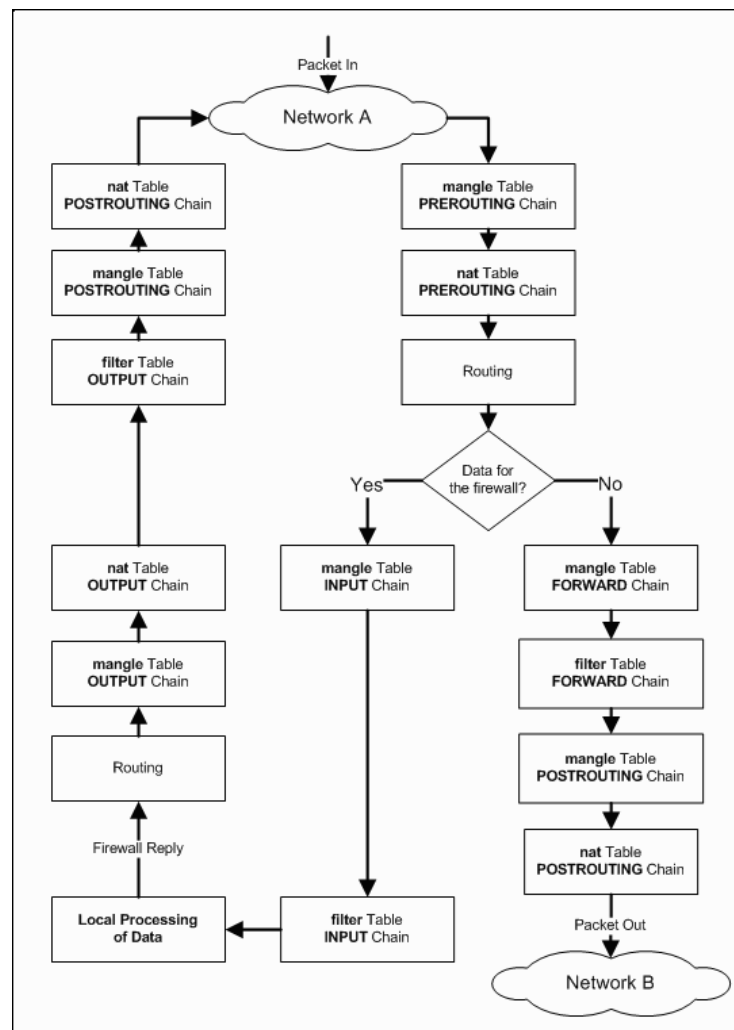 Packet In
Network A
nat Table
POSTROUTING Chain
mangle Table
POSTROUTING Chain
filter Table
OUTPUT Chain
nat Table
OUTPUT Chain
mangle Table
OUTPUT Chain
Routing
Firewall Reply
Local Processing
of Data
mangle Table
PREROUTING Chain
nat Table
PREROUTING Chain
Routing
Data for
the firewall?
Yes
No
mangle Table
INPUT Chain
filter Table
INPUT Chain
mangle Table
FORWARD Chain
filter Table
FORWARD Chain
mangle Table
POSTROUTING Chain
nat Table
POSTROUTING Chain
Packet Out
Network B